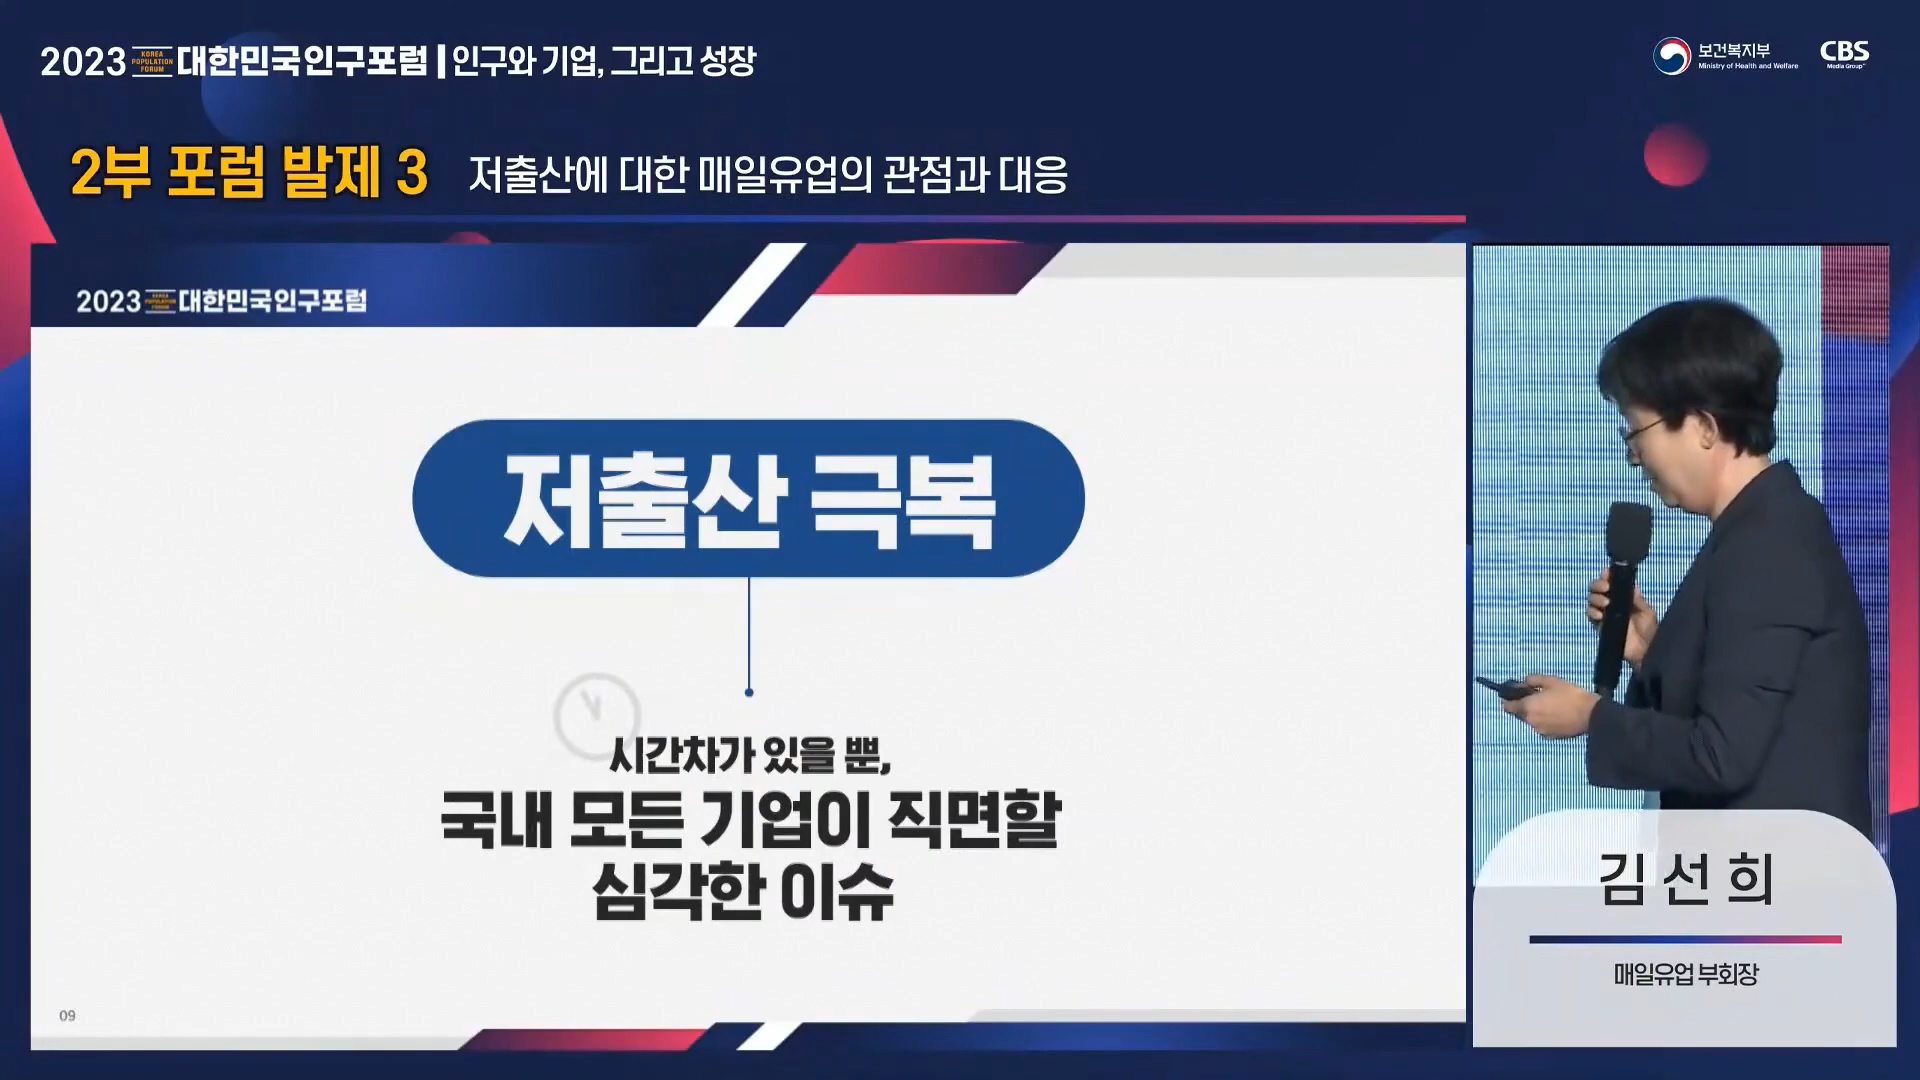 2023 KOREA POPULATION FORUM 대한민국인구포럼 | 인구와 기업, 그리고 성장
보건복지부
Ministry of Health and Welfare
CBS
Media Group
2부 포럼 발제 3 저출산에 대한 매일유업의 관점과 대응
2023 KOREA POPULATION FORUM 대한민국인구포럼
저출산 극복
시간차가 있을 뿐,
국내 모든 기업이 직면할
심각한 이슈
09
김선희
매일유업 부회장